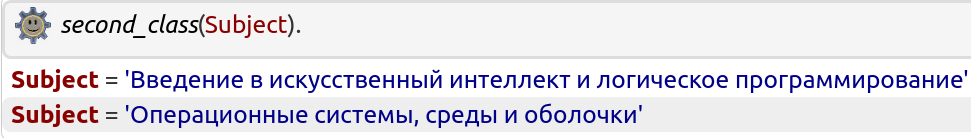 second_class(Subject).
Subject = 'Введение в искусственный интеллект и логическое программирование'
Subject = 'Операционные системы, среды и оболочки'